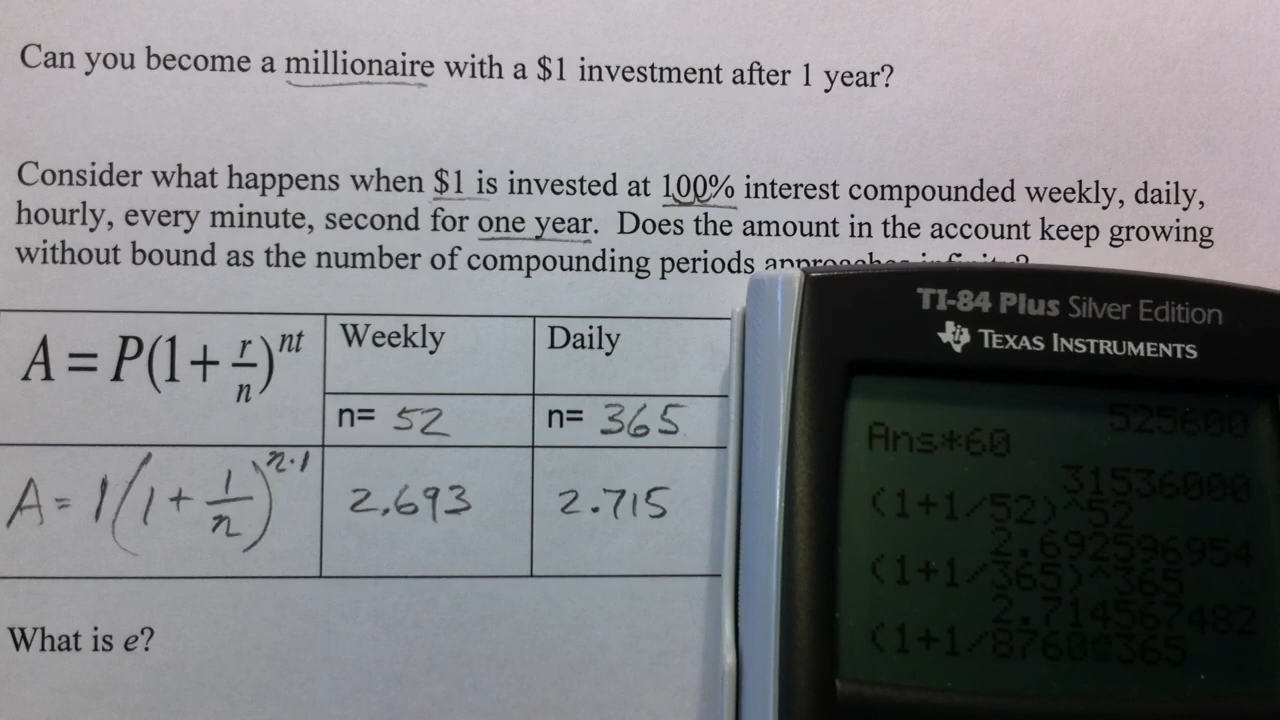 Can you become a millionaire with a $1 investment after 1 year?
Consider what happens when $1 is invested at 100% interest compounded weekly, daily,
hourly, every minute, second for one year. Does the amount in the account keep growing
without bound as the number of compounding periods
A = P(1 + r/n)^nt
Weekly
Daily
n= 52
n= 365
A = 1(1 + 1/n)^n·1
2.693
2.715
What is e?
TI-84 Plus Silver Edition
TEXAS INSTRUMENTS
525600
Ans*60
31536000
(1+1/52)^52
2.692596954
(1+1/365)^365
2.714567482
(1+1/8760
365